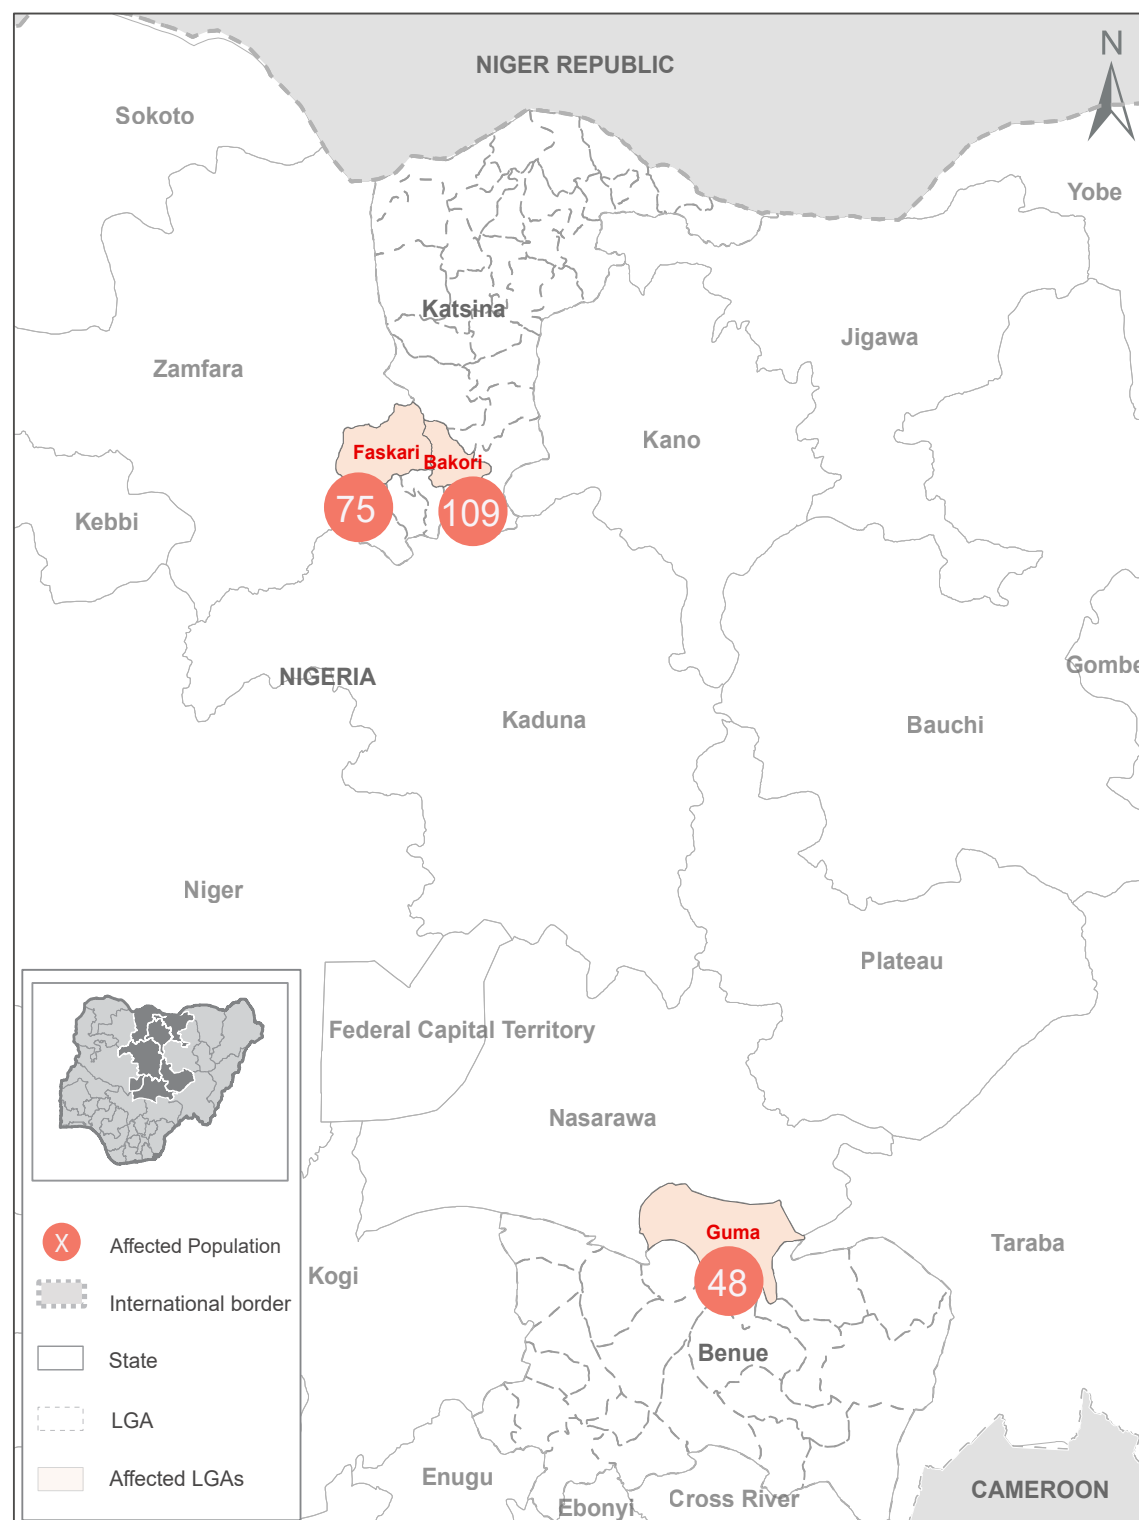 NIGER REPUBLIC
N
Sokoto
Yobe
Katsina
Jigawa
Zamfara
Kano
Faskari
Bakori
75
109
Kebbi
Gombe
NIGERIA
Kaduna
Bauchi
Niger
Plateau
Federal Capital Territory
Nasarawa
Guma
Taraba
48
Kogi
Benue
Enugu
Ebonyi
Cross River
CAMEROON
X Affected Population
International border
State
LGA
Affected LGAs